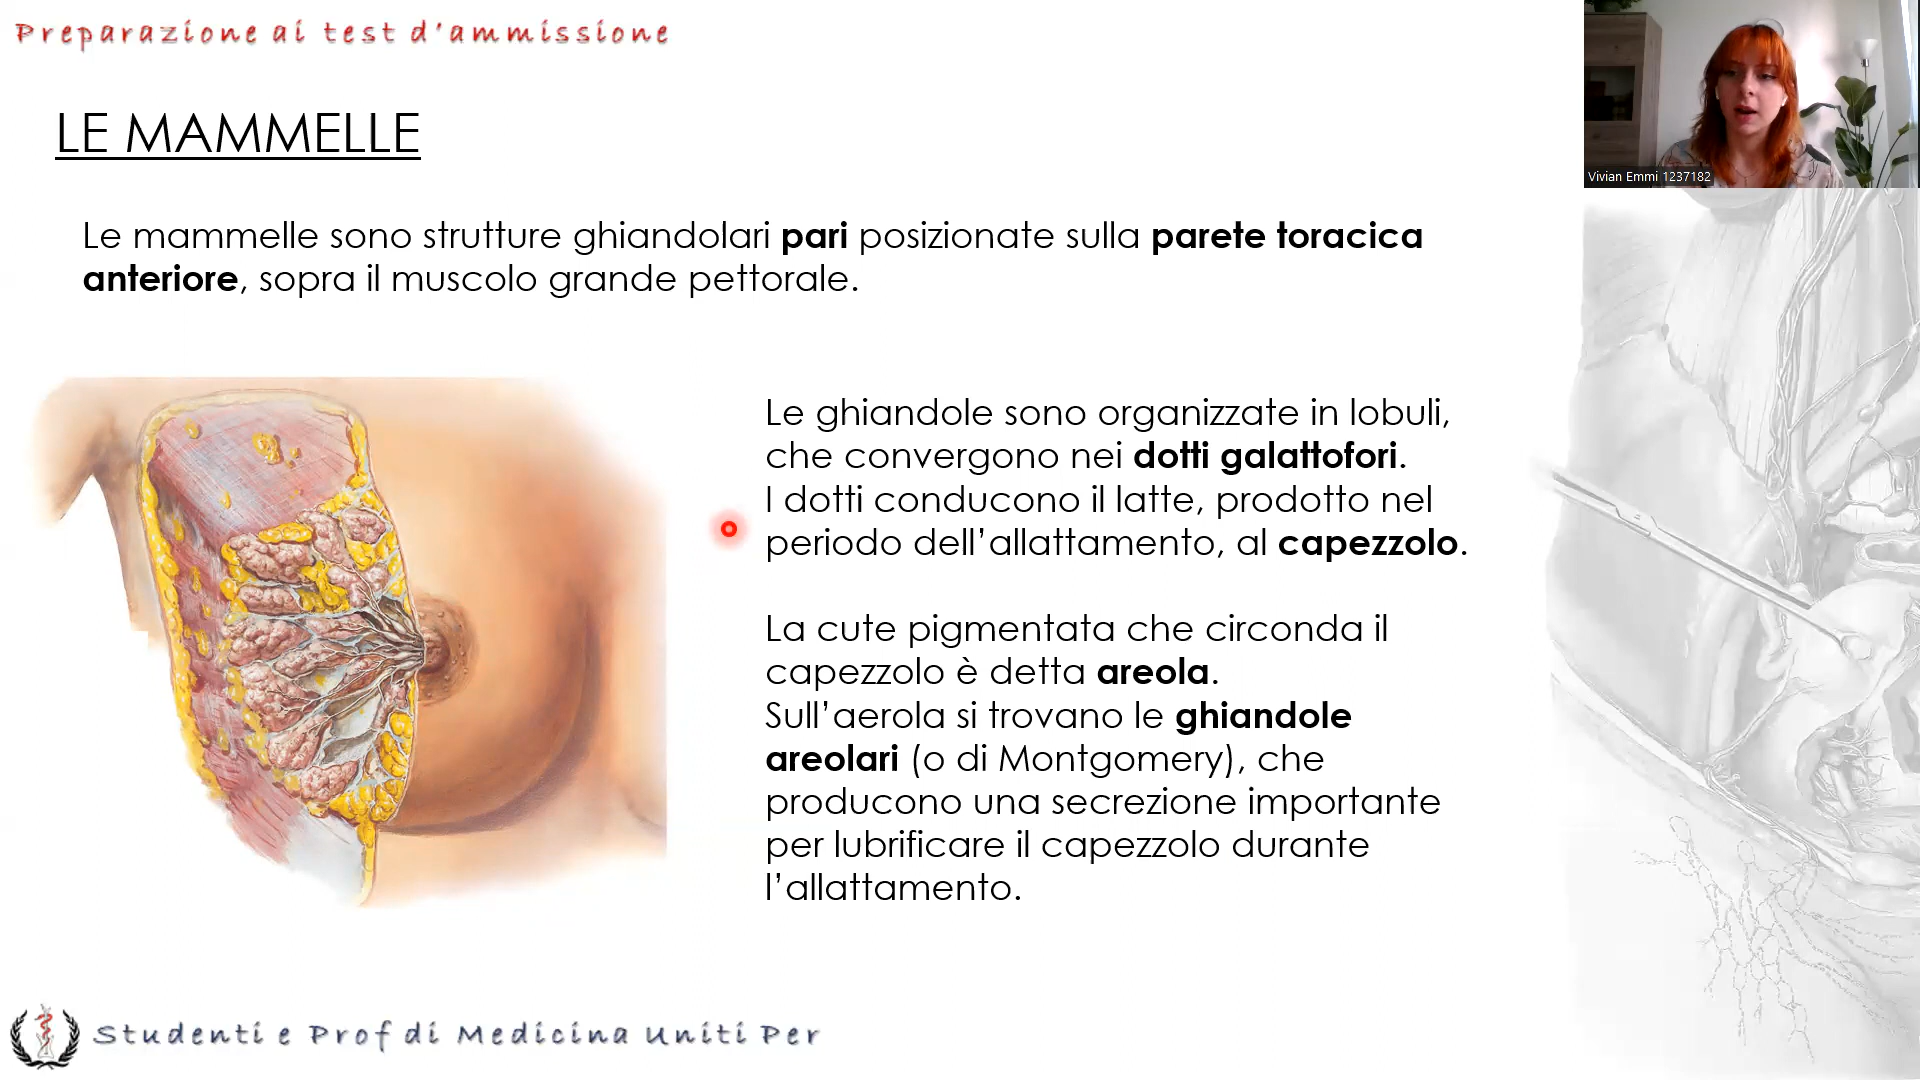 Preparazione ai test d'ammissione
LE MAMMELLE
Le mammelle sono strutture ghiandolari pari posizionate sulla parete toracica
anteriore, sopra il muscolo grande pettorale.
Le ghiandole sono organizzate in lobuli,
che convergono nei dotti galattofori.
I dotti conducono il latte, prodotto nel
periodo dell'allattamento, al capezzolo.
La cute pigmentata che circonda il
capezzolo è detta areola.
Sull'aerola si trovano le ghiandole
areolari (o di Montgomery), che
producono una secrezione importante
per lubrificare il capezzolo durante
l'allattamento.
Vivian Emmi 1237182
Studenti e Prof di Medicina Uniti Per